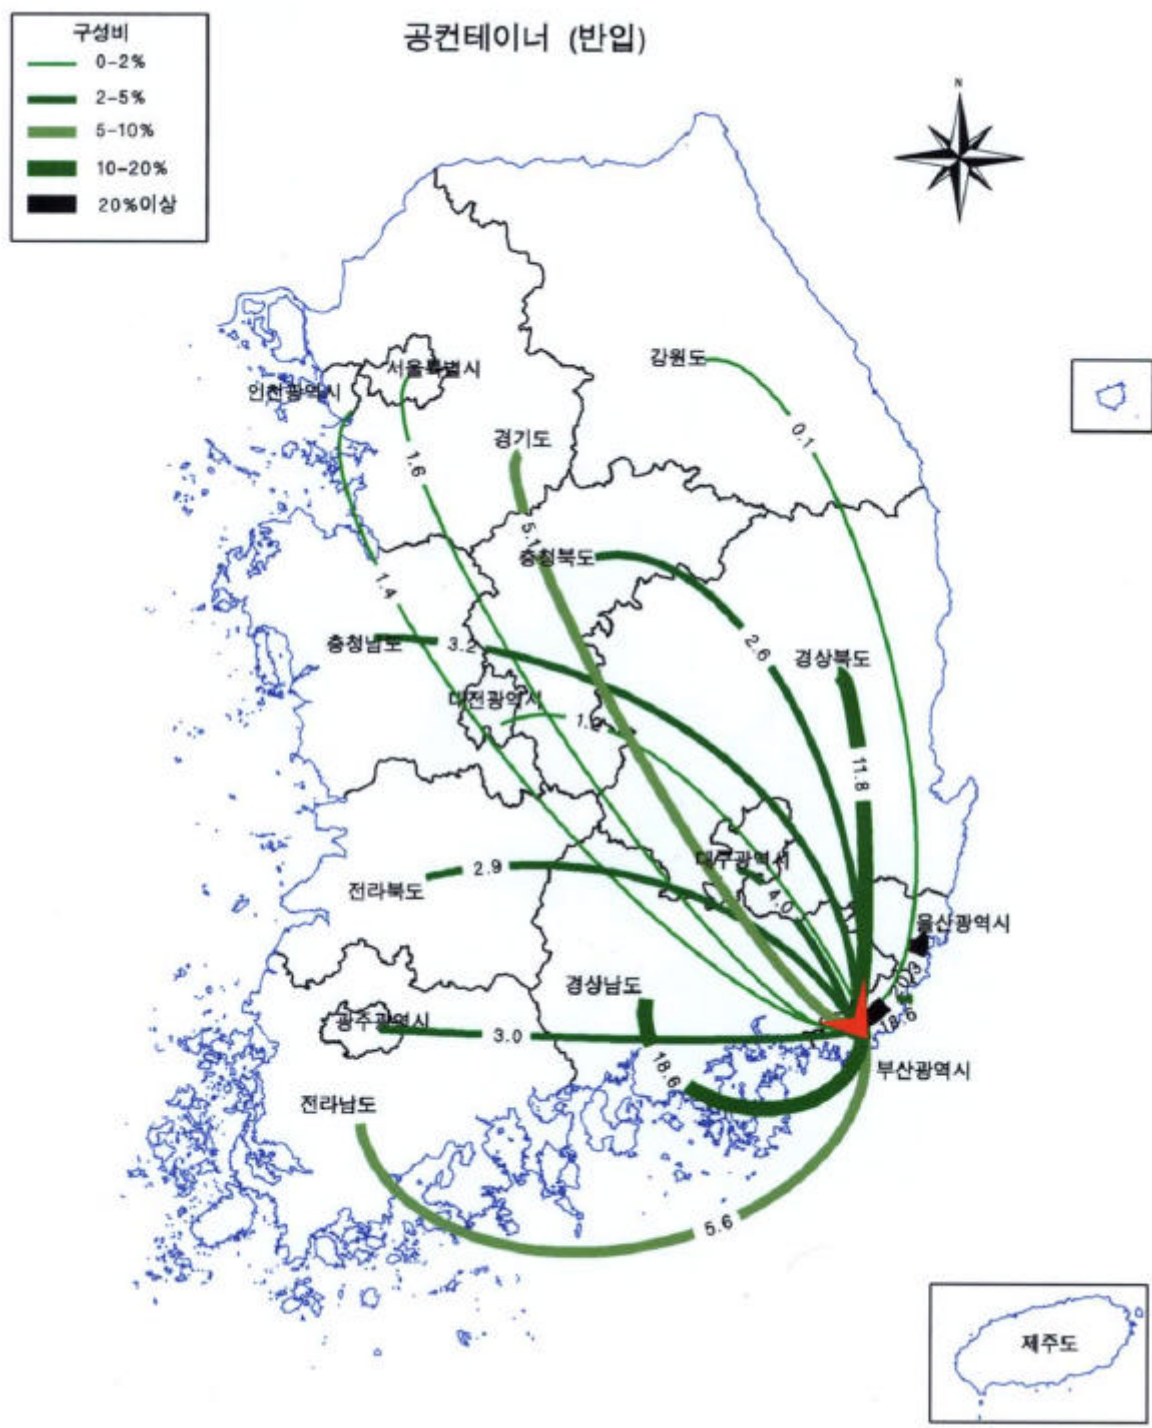 구성비
0-2%
2-5%
5-10%
10-20%
20%이상
공컨테이너 (반입)
N
서울특별시
인천광역시
강원도
경기도
0.1
1.6
5.1
충청북도
1.4
충청남도
3.2
2.6
경상북도
대전광역시
11.8
대구광역시
4.0
전라북도
2.9
울산광역시
20.3
경상남도
광주광역시
3.0
18.6
18.6
부산광역시
전라남도
5.6
제주도